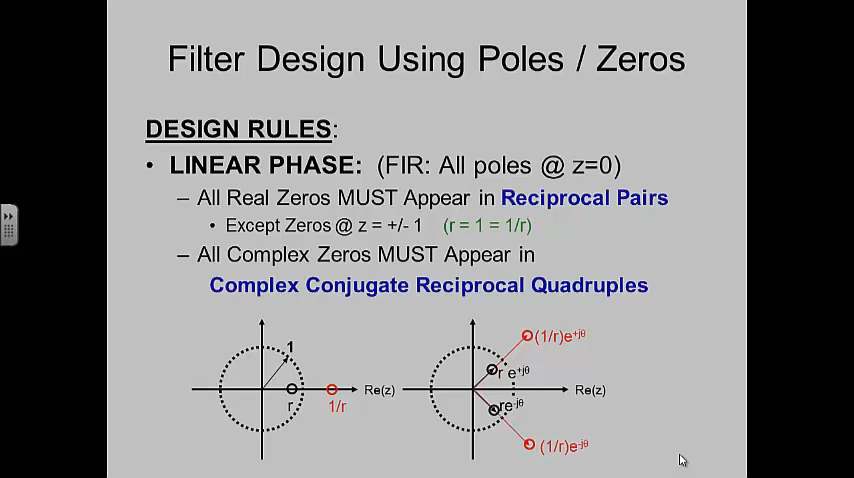 Filter Design Using Poles / Zeros
DESIGN RULES:
• LINEAR PHASE: (FIR: All poles @ z=0)
– All Real Zeros MUST Appear in Reciprocal Pairs
• Except Zeros @ z = +/- 1 (r = 1 = 1/r)
– All Complex Zeros MUST Appear in
Complex Conjugate Reciprocal Quadruples
1
r
1/r
Re(z)
(1/r)e+jθ
r e+jθ
Re(z)
re-jθ
(1/r)e-jθ